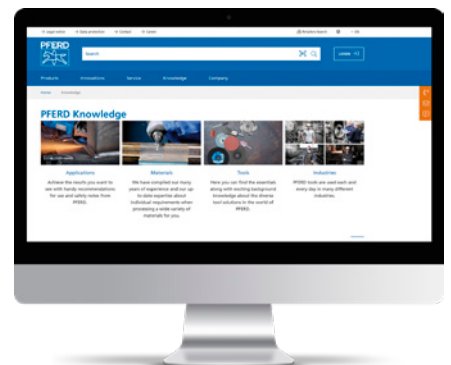 Legal notice Data protection Contact Career
Retailers Search EN
PFERD
Search
LOGIN
Products Innovations Service Knowledge Company
Home Knowledge
PFERD Knowledge
Applications
Achieve the results you want to
use with handy recommendations
for use and safety notes from
PFERD.
Materials
We have compiled our many
years of experience and our up-
to-date expertise about
individual requirements when
processing a wide variety of
materials for you.
Tools
Here you can find the essentials
along with exciting background
knowledge about the diverse
tool solutions in the world of
PFERD.
Industries
PFERD tools are used each and
every day in many different
industries.